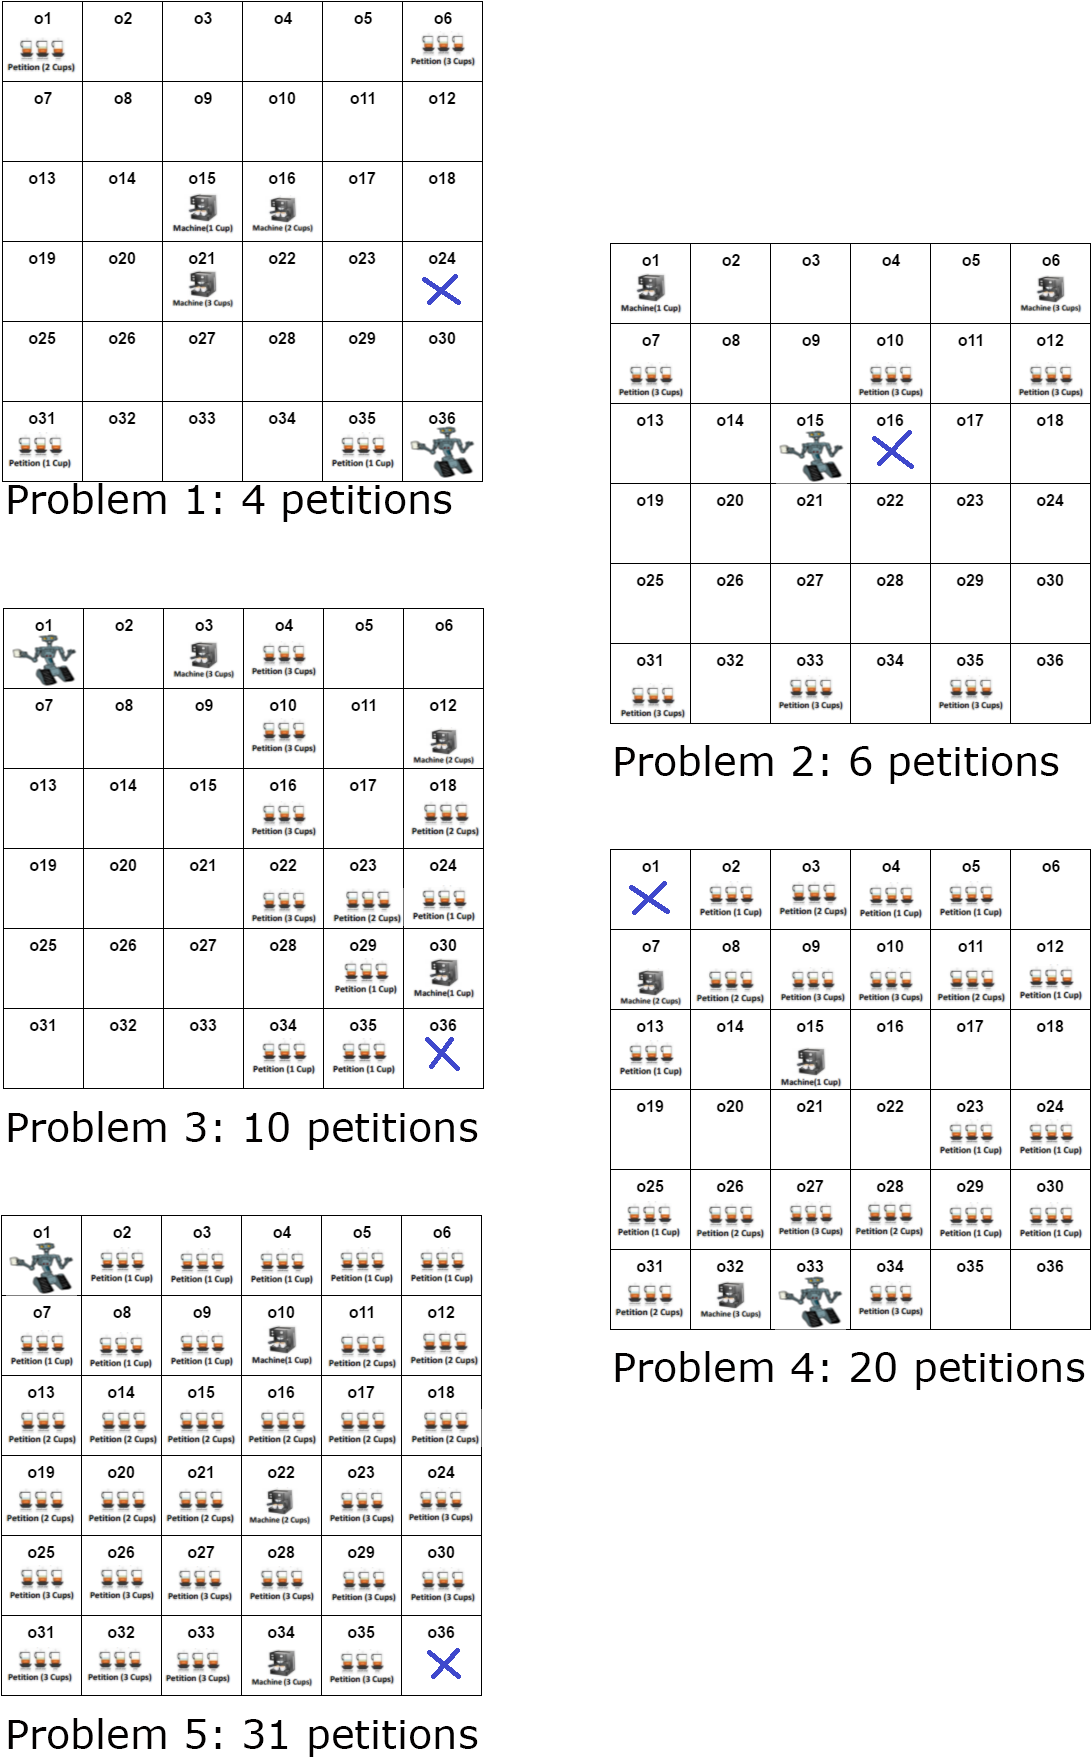 o1 o2 o3 o4 o5 o6
Petition (2 Cups) Petition (3 Cups)
o7 o8 o9 o10 o11 o12
o13 o14 o15 o16 o17 o18
Machine(1 Cup) Machine (2 Cups)
o19 o20 o21 o22 o23 o24
Machine (3 Cups)
o25 o26 o27 o28 o29 o30
o31 o32 o33 o34 o35 o36
Petition (1 Cup) Petition (1 Cup)
Problem 1: 4 petitions
o1 o2 o3 o4 o5 o6
Machine(1 Cup) Machine (3 Cups)
o7 o8 o9 o10 o11 o12
Petition (3 Cups) Petition (3 Cups) Petition (3 Cups)
o13 o14 o15 o16 o17 o18
o19 o20 o21 o22 o23 o24
o25 o26 o27 o28 o29 o30
o31 o32 o33 o34 o35 o36
Petition (3 Cups) Petition (3 Cups) Petition (3 Cups)
Problem 2: 6 petitions
o1 o2 o3 o4 o5 o6
Machine (3 Cups) Petition (3 Cups)
o7 o8 o9 o10 o11 o12
Petition (3 Cups) Machine (2 Cups)
o13 o14 o15 o16 o17 o18
Petition (3 Cups) Petition (2 Cups)
o19 o20 o21 o22 o23 o24
Petition (3 Cups) Petition (2 Cups) Petition (1 Cup)
o25 o26 o27 o28 o29 o30
Petition (1 Cup) Machine(1 Cup)
o31 o32 o33 o34 o35 o36
Petition (1 Cup) Petition (1 Cup)
Problem 3: 10 petitions
o1 o2 o3 o4 o5 o6
Petition (1 Cup) Petition (2 Cups) Petition (1 Cup) Petition (1 Cup)
o7 o8 o9 o10 o11 o12
Machine (2 Cups) Petition (2 Cups) Petition (3 Cups) Petition (3 Cups) Petition (2 Cups) Petition (1 Cup)
o13 o14 o15 o16 o17 o18
Petition (1 Cup) Machine(1 Cup)
o19 o20 o21 o22 o23 o24
Petition (1 Cup) Petition (1 Cup)
o25 o26 o27 o28 o29 o30
Petition (1 Cup) Petition (2 Cups) Petition (3 Cups) Petition (2 Cups) Petition (1 Cup) Petition (1 Cup)
o31 o32 o33 o34 o35 o36
Petition (2 Cups) Machine (3 Cups) Petition (3 Cups)
Problem 4: 20 petitions
o1 o2 o3 o4 o5 o6
Petition (1 Cup) Petition (1 Cup) Petition (1 Cup) Petition (1 Cup) Petition (1 Cup)
o7 o8 o9 o10 o11 o12
Petition (1 Cup) Petition (1 Cup) Petition (1 Cup) Machine(1 Cup) Petition (2 Cups) Petition (2 Cups)
o13 o14 o15 o16 o17 o18
Petition (2 Cups) Petition (2 Cups) Petition (2 Cups) Petition (2 Cups) Petition (2 Cups) Petition (2 Cups)
o19 o20 o21 o22 o23 o24
Petition (2 Cups) Petition (2 Cups) Petition (2 Cups) Machine (2 Cups) Petition (3 Cups) Petition (3 Cups)
o25 o26 o27 o28 o29 o30
Petition (3 Cups) Petition (3 Cups) Petition (3 Cups) Petition (3 Cups) Petition (3 Cups) Petition (3 Cups)
o31 o32 o33 o34 o35 o36
Petition (3 Cups) Petition (3 Cups) Petition (3 Cups) Machine (3 Cups) Petition (3 Cups)
Problem 5: 31 petitions